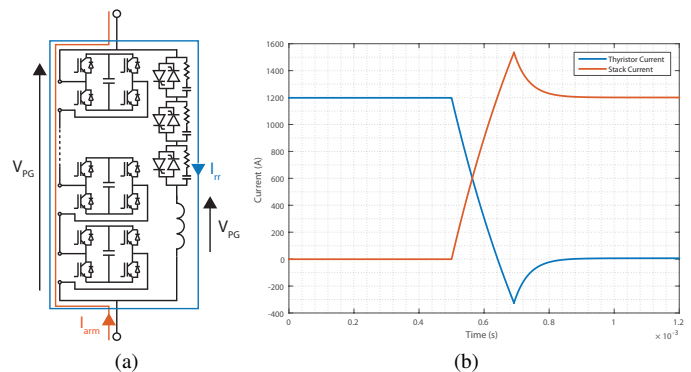 V_PG
I_rr
V_PG
I_arm
(a)
1600
1400
1200
1000
800
600
400
200
0
-200
-400
Current (A)
0
0.2
0.4
0.6
0.8
1
1.2
Time (s)
× 10⁻³
Thyristor Current
Stack Current
(b)